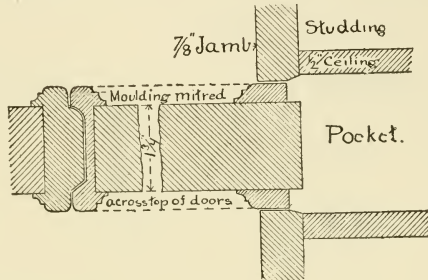 Studding
7/8" Jamb
1/2" Ceiling
Moulding mitred
1 3/4"
Pocket.
across top of doors